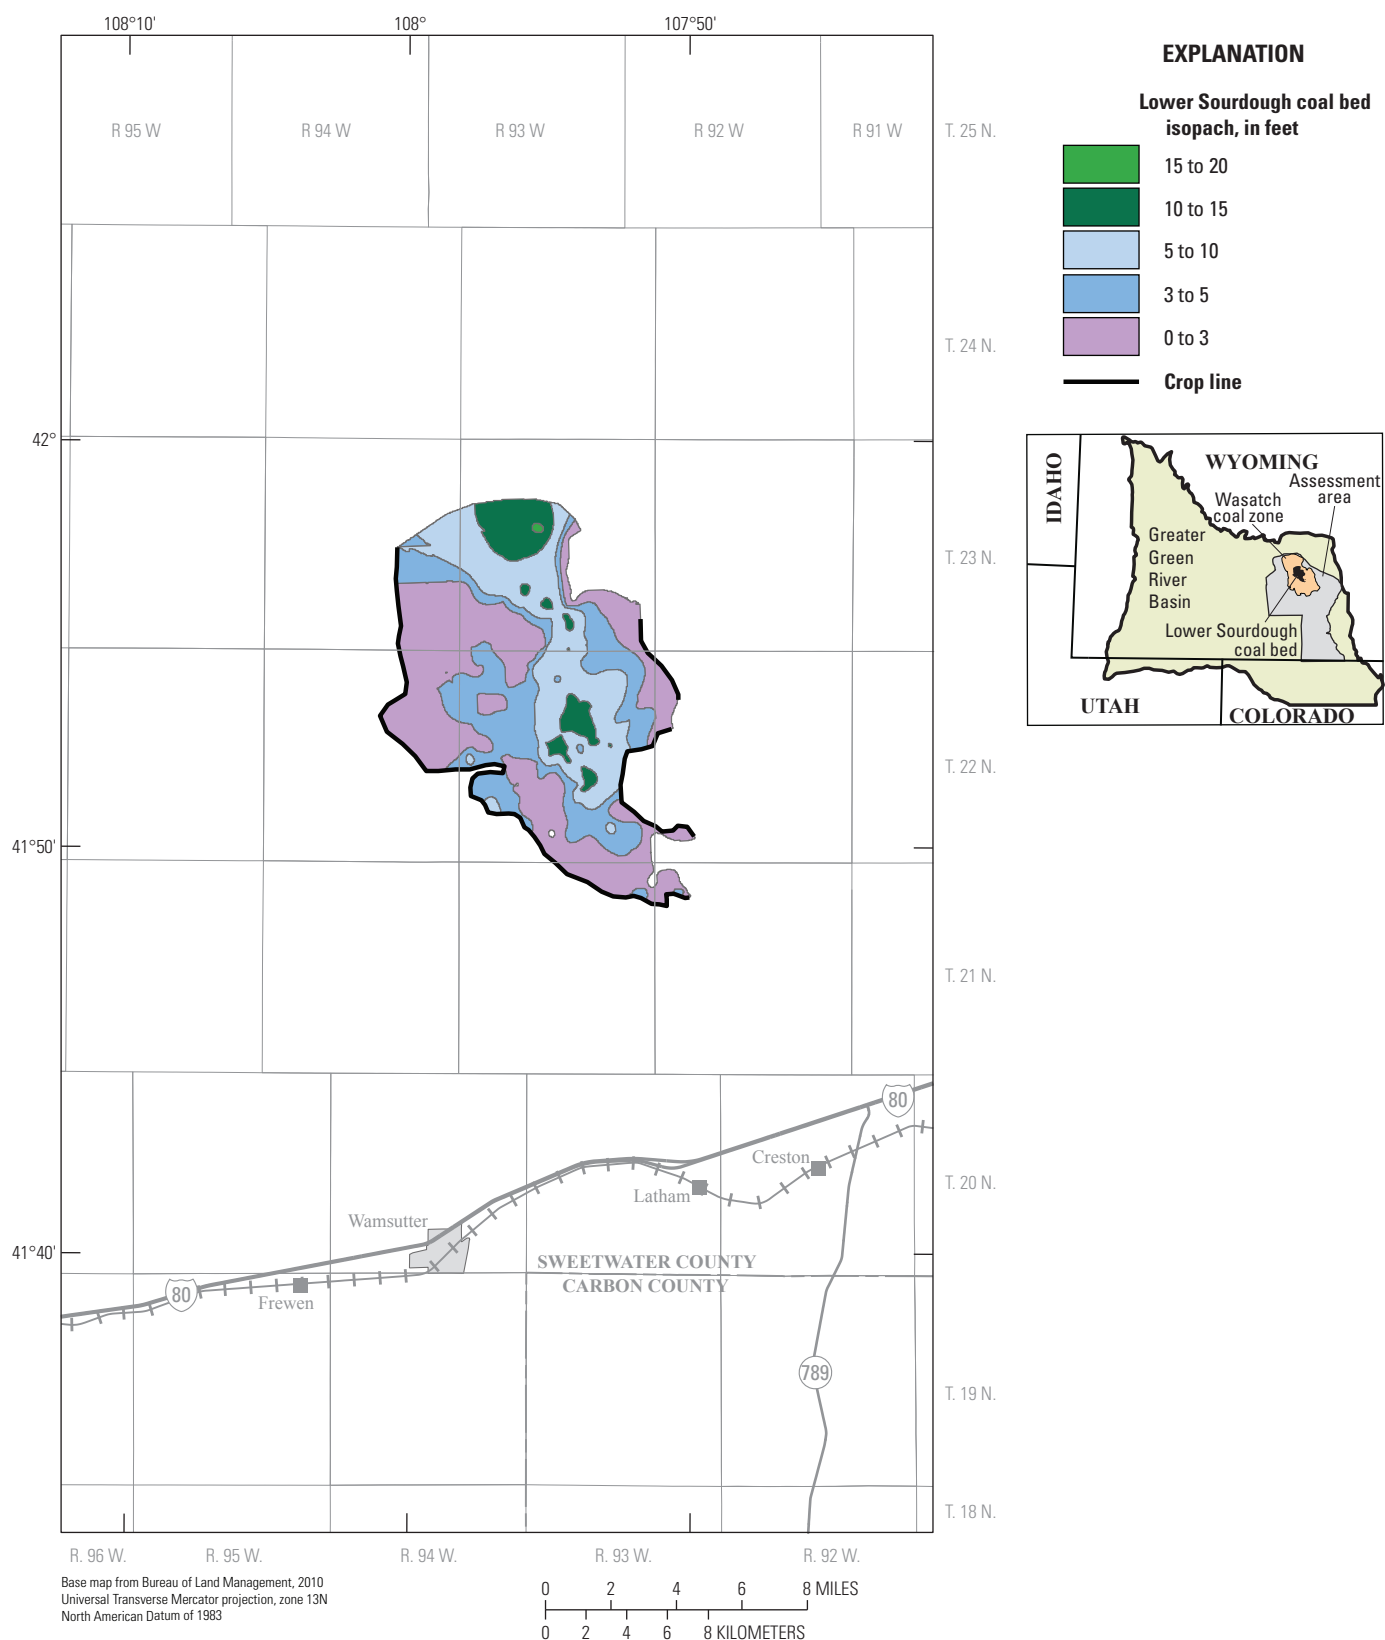 108°10'
108°
107°50'
R 95 W
R 94 W
R 93 W
R 92 W
R 91 W
T. 25 N.
T. 24 N.
42°
T. 23 N.
T. 22 N.
41°50'
T. 21 N.
80
Creston
Latham
T. 20 N.
Wamsutter
41°40'
SWEETWATER COUNTY
CARBON COUNTY
80
Frewen
789
T. 19 N.
T. 18 N.
R. 96 W.
R. 95 W.
R. 94 W.
R. 93 W.
R. 92 W.
Base map from Bureau of Land Management, 2010
Universal Transverse Mercator projection, zone 13N
North American Datum of 1983
0 2 4 6 8 MILES
0 2 4 6 8 KILOMETERS
EXPLANATION
Lower Sourdough coal bed
isopach, in feet
15 to 20
10 to 15
5 to 10
3 to 5
0 to 3
Crop line
IDAHO
WYOMING
Assessment
area
Wasatch
coal zone
Greater
Green
River
Basin
Lower Sourdough
coal bed
UTAH
COLORADO